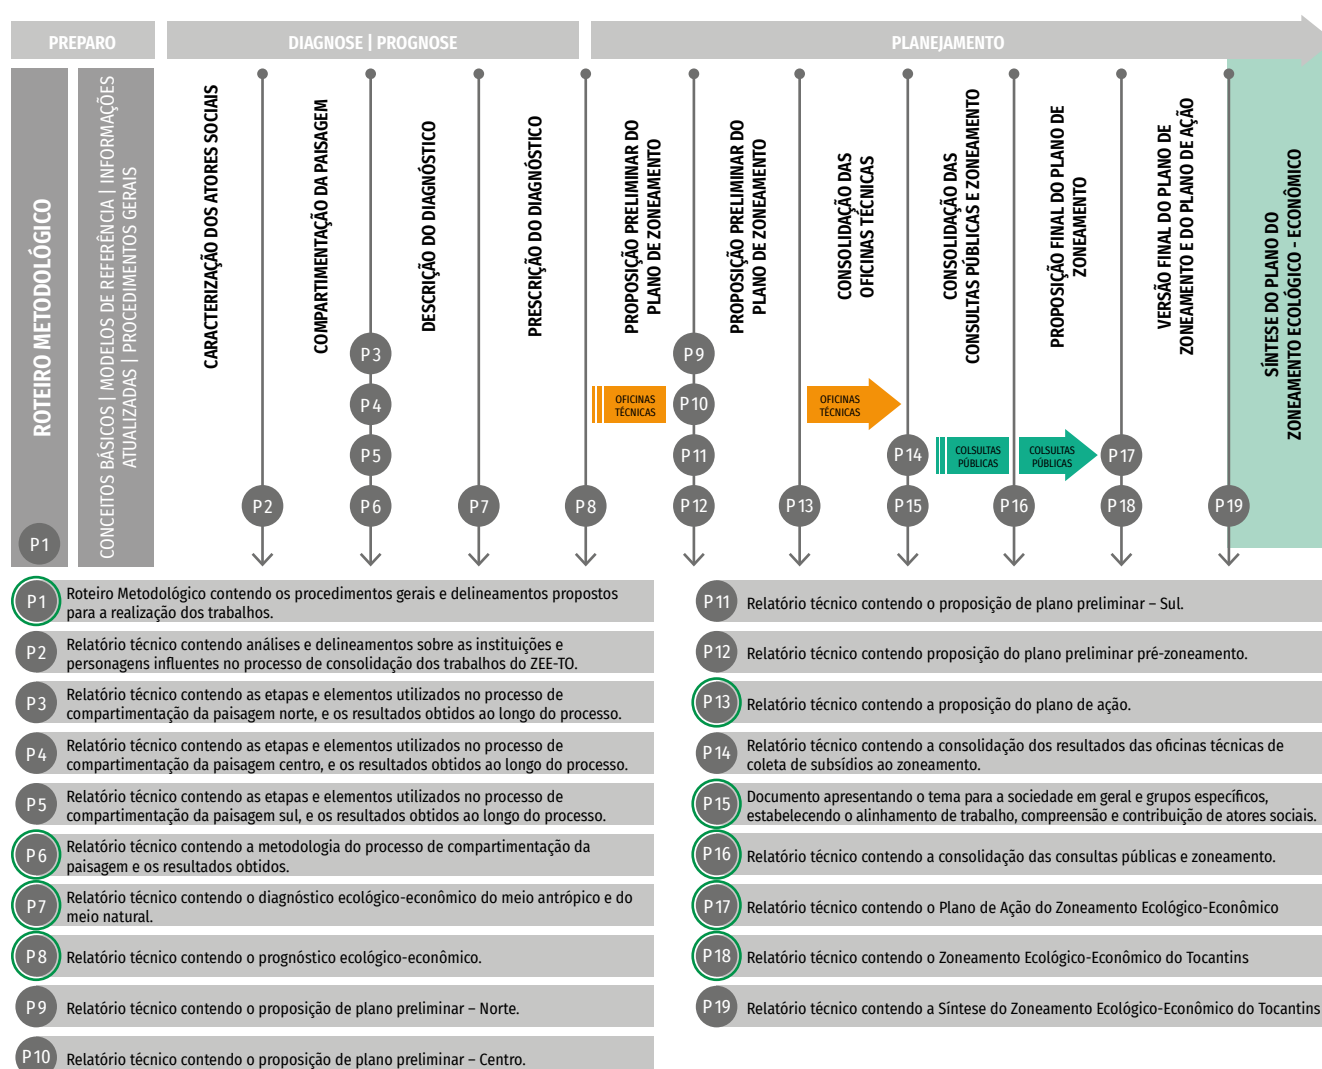 PREPARO
DIAGNOSE | PROGNOSE
PLANEJAMENTO
ROTEIRO METODOLÓGICO
P1
CONCEITOS BÁSICOS | MODELOS DE REFERÊNCIA | INFORMAÇÕES
ATUALIZADAS | PROCEDIMENTOS GERAIS
CARACTERIZAÇÃO DOS ATORES SOCIAIS
P2
COMPARTIMENTAÇÃO DA PAISAGEM
P3
P4
P5
P6
DESCRIÇÃO DO DIAGNÓSTICO
P7
PRESCRIÇÃO DO DIAGNÓSTICO
P8
PROPOSIÇÃO PRELIMINAR DO
PLANO DE ZONEAMENTO
OFICINAS
TÉCNICAS
P9
P10
P11
P12
PROPOSIÇÃO PRELIMINAR DO
PLANO DE ZONEAMENTO
P13
CONSOLIDAÇÃO DAS
OFICINAS TÉCNICAS
OFICINAS
TÉCNICAS
P14
P15
CONSOLIDAÇÃO DAS
CONSULTAS PÚBLICAS E ZONEAMENTO
COLSULTAS
PÚBLICAS
P16
PROPOSIÇÃO FINAL DO PLANO DE
ZONEAMENTO
COLSULTAS
PÚBLICAS
P17
P18
VERSÃO FINAL DO PLANO DE
ZONEAMENTO E DO PLANO DE AÇÃO
P19
SÍNTESE DO PLANO DO
ZONEAMENTO ECOLÓGICO - ECONÔMICO
P1
Roteiro Metodológico contendo os procedimentos gerais e delineamentos propostos
para a realização dos trabalhos.
P2
Relatório técnico contendo análises e delineamentos sobre as instituições e
personagens influentes no processo de consolidação dos trabalhos do ZEE-TO.
P3
Relatório técnico contendo as etapas e elementos utilizados no processo de
compartimentação da paisagem norte, e os resultados obtidos ao longo do processo.
P4
Relatório técnico contendo as etapas e elementos utilizados no processo de
compartimentação da paisagem centro, e os resultados obtidos ao longo do processo.
P5
Relatório técnico contendo as etapas e elementos utilizados no processo de
compartimentação da paisagem sul, e os resultados obtidos ao longo do processo.
P6
Relatório técnico contendo a metodologia do processo de compartimentação da
paisagem e os resultados obtidos.
P7
Relatório técnico contendo o diagnóstico ecológico-econômico do meio antrópico e do
meio natural.
P8
Relatório técnico contendo o prognóstico ecológico-econômico.
P9
Relatório técnico contendo o proposição de plano preliminar – Norte.
P10
Relatório técnico contendo o proposição de plano preliminar – Centro.
P11
Relatório técnico contendo o proposição de plano preliminar – Sul.
P12
Relatório técnico contendo proposição do plano preliminar pré-zoneamento.
P13
Relatório técnico contendo a proposição do plano de ação.
P14
Relatório técnico contendo a consolidação dos resultados das oficinas técnicas de
coleta de subsídios ao zoneamento.
P15
Documento apresentando o tema para a sociedade em geral e grupos específicos,
estabelecendo o alinhamento de trabalho, compreensão e contribuição de atores sociais.
P16
Relatório técnico contendo a consolidação das consultas públicas e zoneamento.
P17
Relatório técnico contendo o Plano de Ação do Zoneamento Ecológico-Econômico
P18
Relatório técnico contendo o Zoneamento Ecológico-Econômico do Tocantins
P19
Relatório técnico contendo a Síntese do Zoneamento Ecológico-Econômico do Tocantins